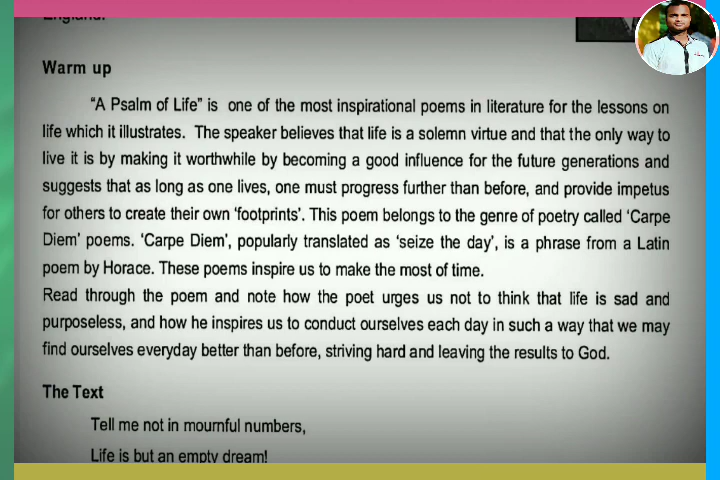 England.
Warm up
“A Psalm of Life” is one of the most inspirational poems in literature for the lessons on
life which it illustrates. The speaker believes that life is a solemn virtue and that the only way to
live it is by making it worthwhile by becoming a good influence for the future generations and
suggests that as long as one lives, one must progress further than before, and provide impetus
for others to create their own ‘footprints’. This poem belongs to the genre of poetry called ‘Carpe
Diem’ poems. ‘Carpe Diem’, popularly translated as ‘seize the day’, is a phrase from a Latin
poem by Horace. These poems inspire us to make the most of time.
Read through the poem and note how the poet urges us not to think that life is sad and
purposeless, and how he inspires us to conduct ourselves each day in such a way that we may
find ourselves everyday better than before, striving hard and leaving the results to God.
The Text
Tell me not in mournful numbers,
Life is but an empty dream!